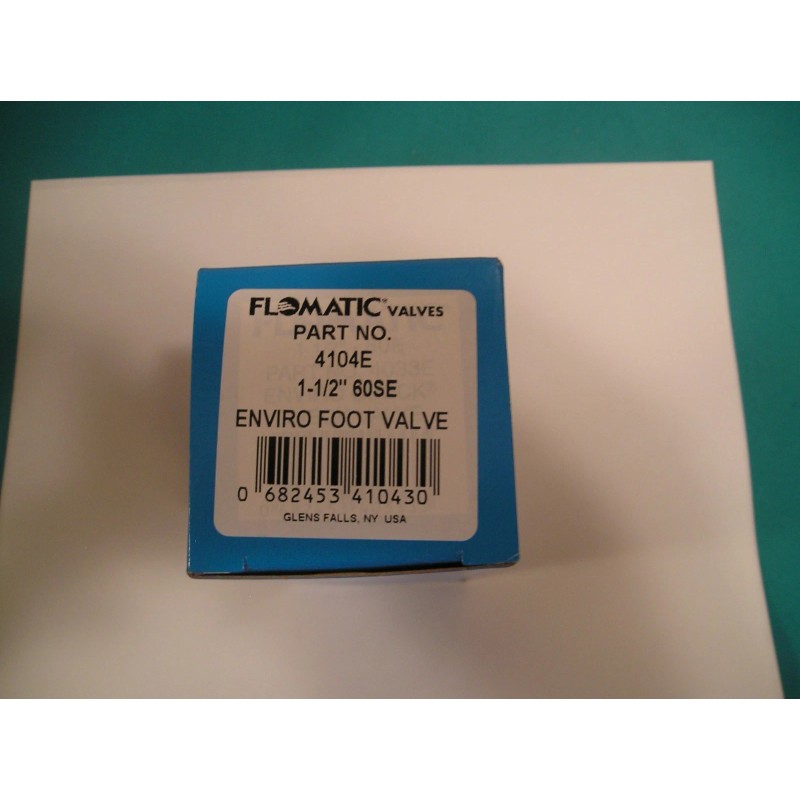 FLOMATIC® VALVES
PART NO.
4104E
1-1/2" 60SE
ENVIRO FOOT VALVE
0 682453 410430
GLENS FALLS, NY USA